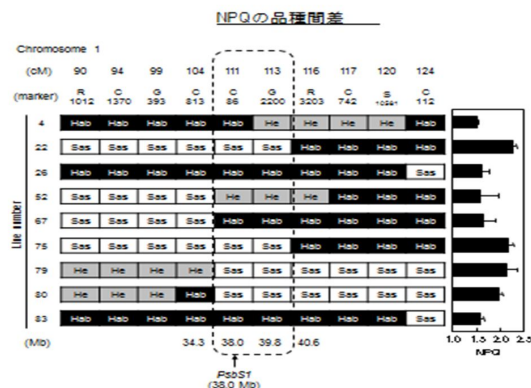 NPQの品種間差
Chromosome 1
(cM) 90 94 99 104 111 113 116 117 120 124
(marker) R 1012 C 1370 G 393 C 813 C 86 G 2200 R 3203 C 742 S C 112
Line number
4 Hab Hab Hab Hab Hab He He He He Hab
22 Sas Sas Sas Sas Sas Sas Hab Hab Hab Hab
26 Hab Hab Hab Hab Hab Hab Hab Hab Hab Sas
52 Sas Sas Sas Sas He He He Hab Hab Hab
67 Sas Sas Sas Sas Hab Hab Hab Hab Hab Hab
75 Sas Sas Sas Sas Sas Sas Hab Hab Hab Hab
79 He He He He Sas Sas Sas Sas Sas Sas
80 He He He Hab Sas Sas Sas Sas Sas Sas
83 Hab Hab Hab Hab Hab Hab Hab Hab Hab Sas
(Mb) 34.3 38.0 39.8 40.6
1.0 1.5 2.0 2.5
NPQ
PsbS1
(38.0 Mb)